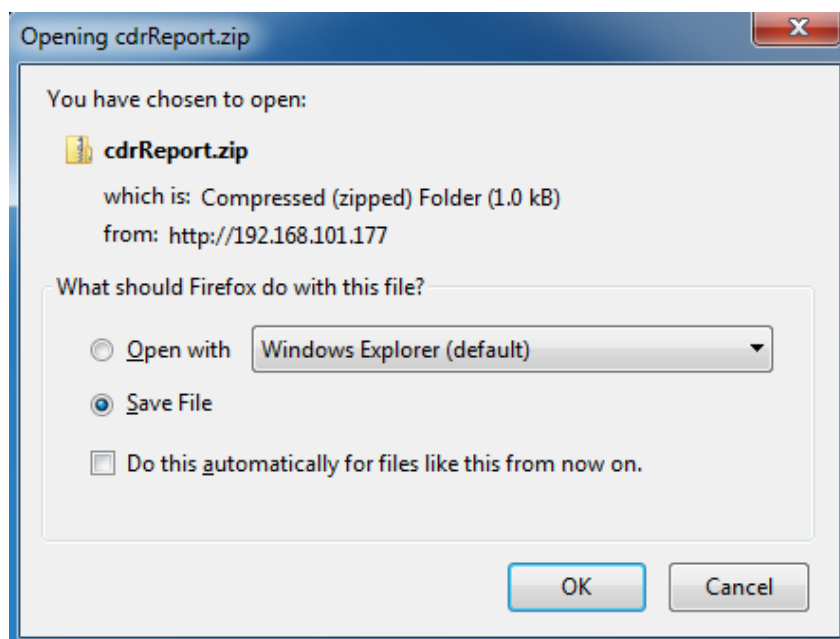 Opening cdrReport.zip
You have chosen to open:
cdrReport.zip
which is: Compressed (zipped) Folder (1.0 kB)
from: http://192.168.101.177
What should Firefox do with this file?
Open with Windows Explorer (default)
Save File
Do this automatically for files like this from now on.
OK Cancel